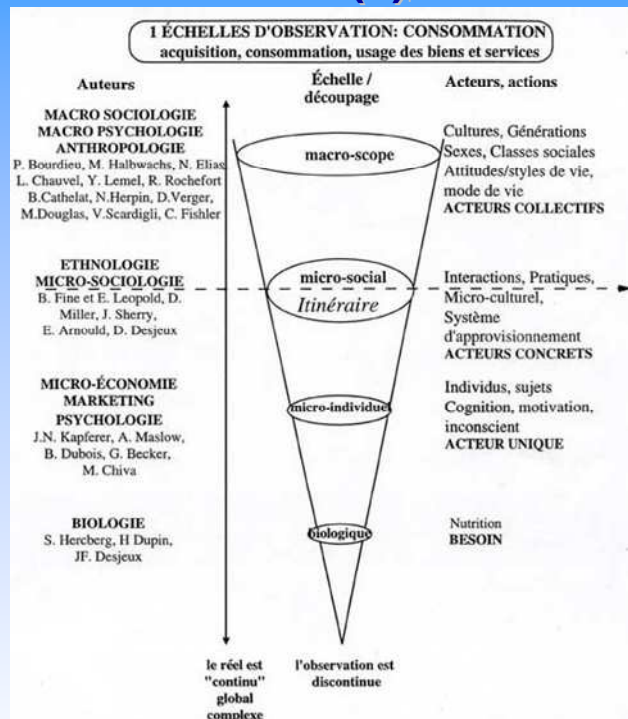 1 ÉCHELLES D'OBSERVATION: CONSOMMATION
acquisition, consommation, usage des biens et services
Auteurs
Échelle /
découpage
Acteurs, actions
MACRO SOCIOLOGIE
MACRO PSYCHOLOGIE
ANTHROPOLOGIE
P. Bourdieu, M. Halbwachs, N. Elias
L. Chauvel, Y. Lemel, R. Rochefort
B.Cathelat, N.Herpin, D.Verger,
M.Douglas, V.Scardigli, C. Fishler
macro-scope
Cultures, Générations
Sexes, Classes sociales
Attitudes/styles de vie,
mode de vie
ACTEURS COLLECTIFS
ETHNOLOGIE
MICRO-SOCIOLOGIE
B. Fine et E. Leopold, D.
Miller, J. Sherry,
E. Arnould, D. Desjeux
micro-social
Itinéraire
Interactions, Pratiques,
Micro-culturel,
Système
d'approvisionnement
ACTEURS CONCRETS
MICRO-ÉCONOMIE
MARKETING
PSYCHOLOGIE
J.N. Kapferer, A. Maslow,
B. Dubois, G. Becker,
M. Chiva
micro-individuel
Individus, sujets
Cognition, motivation,
inconscient
ACTEUR UNIQUE
BIOLOGIE
S. Hercberg, H Dupin,
JF. Desjeux
biologique
Nutrition
BESOIN
le réel est
"continu"
global
complexe
l'observation est
discontinue